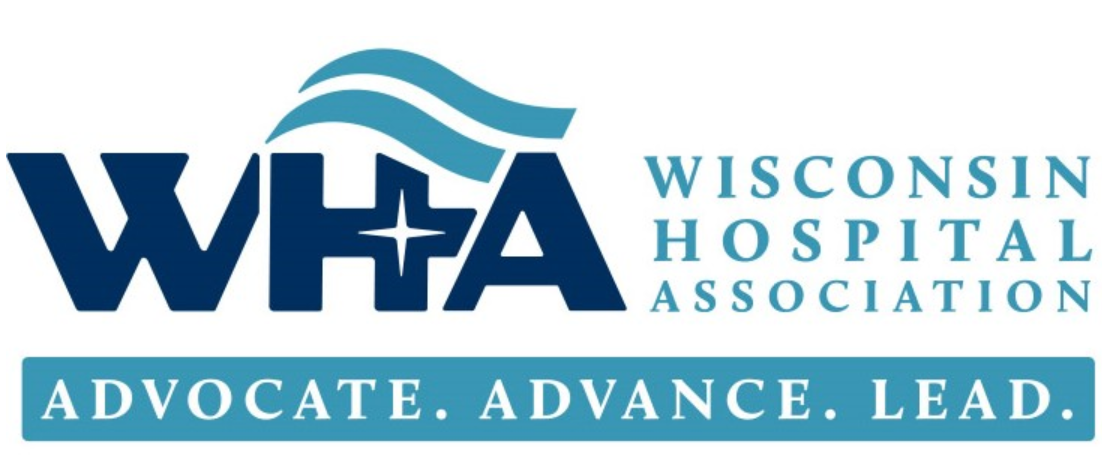 WHA
WISCONSIN
HOSPITAL
ASSOCIATION
ADVOCATE. ADVANCE. LEAD.